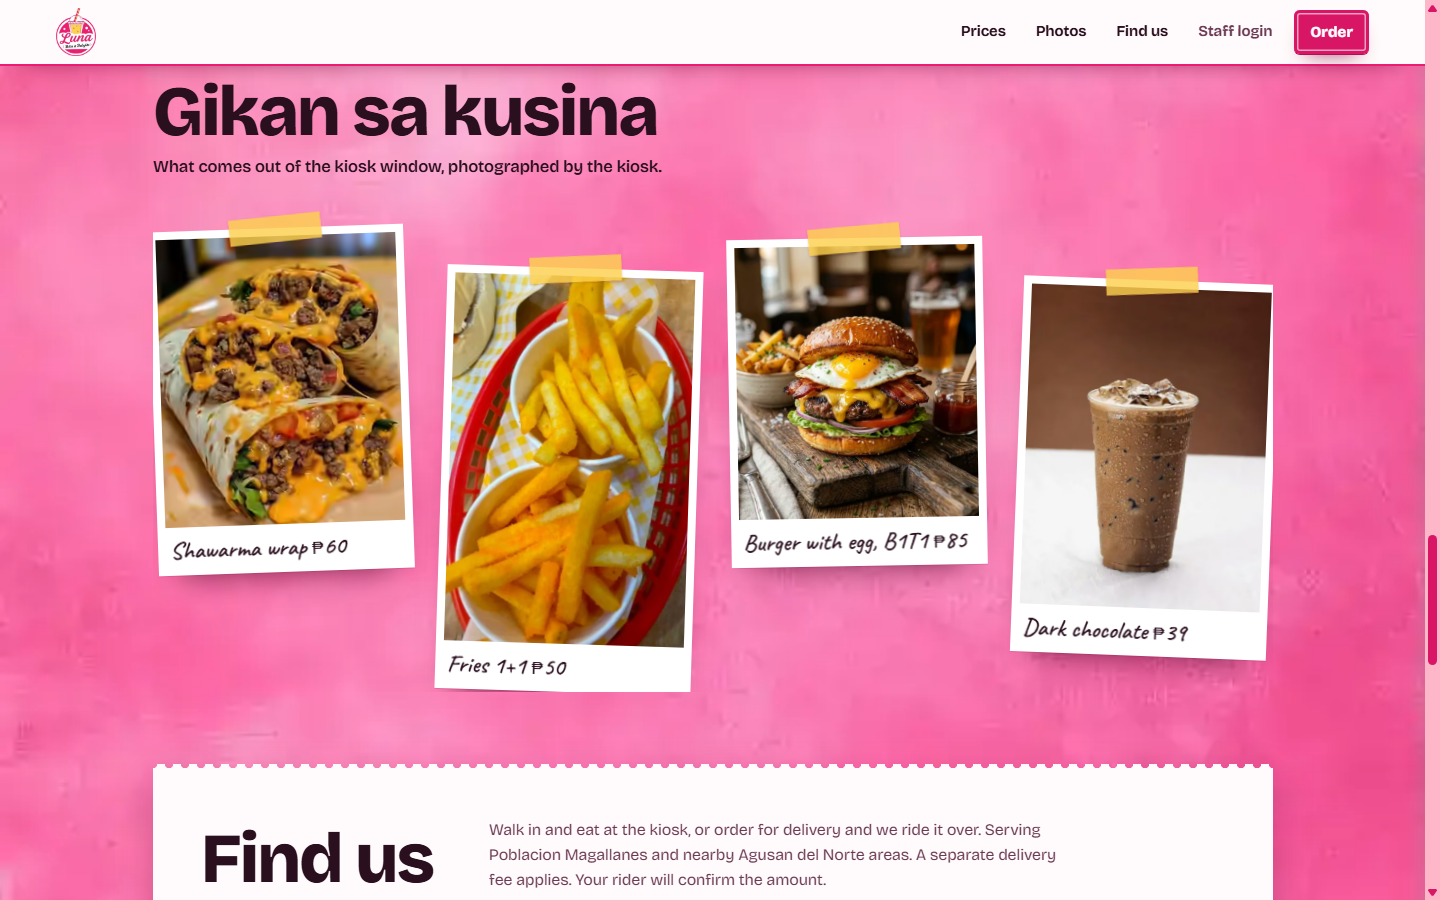 Luna
Prices
Photos
Find us
Staff login
Order
Gikan sa kusina
What comes out of the kiosk window, photographed by the kiosk.
Shawarma wrap ₱60
Fries 1+1 ₱50
Burger with egg, B1T1 ₱85
Dark chocolate ₱39
Find us
Walk in and eat at the kiosk, or order for delivery and we ride it over. Serving
Poblacion Magallanes and nearby Agusan del Norte areas. A separate delivery
fee applies. Your rider will confirm the amount.